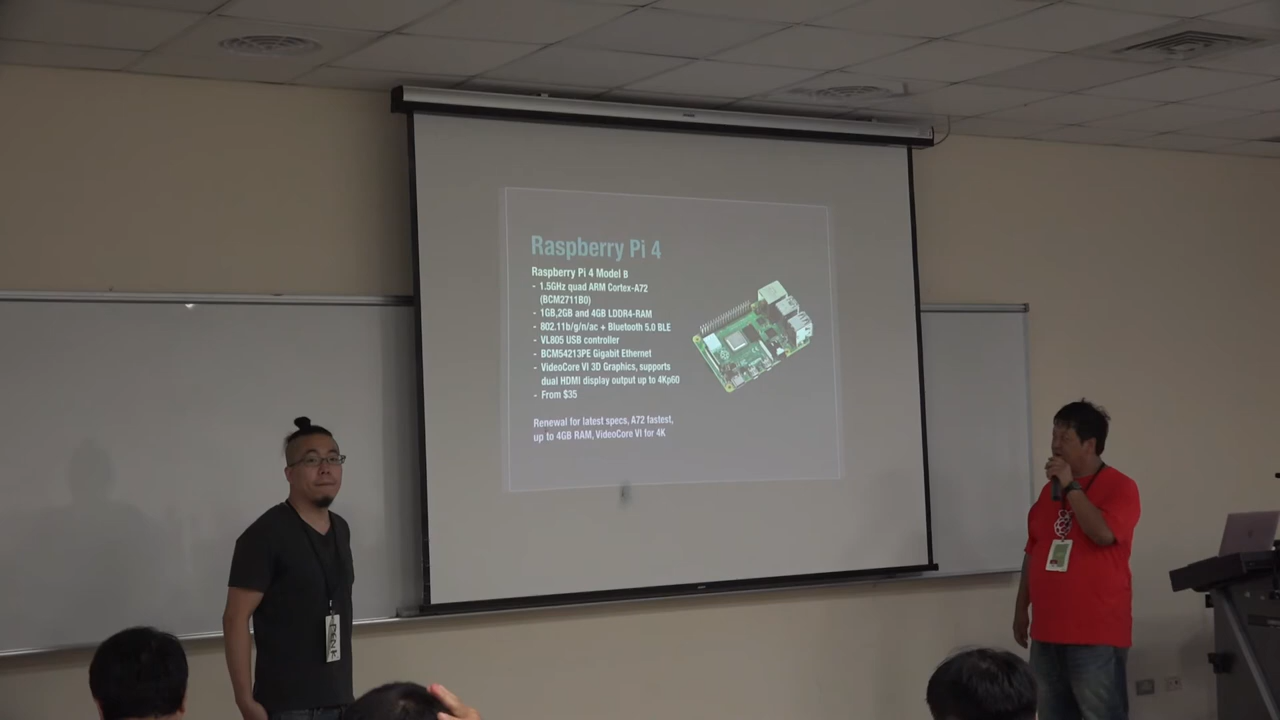 Raspberry Pi 4
Raspberry Pi 4 Model B
- 1.5GHz quad ARM Cortex-A72
(BCM2711B0)
- 1GB,2GB and 4GB LDDR4-RAM
- 802.11b/g/n/ac + Bluetooth 5.0 BLE
- VL805 USB controller
- BCM54213PE Gigabit Ethernet
- VideoCore VI 3D Graphics, supports
dual HDMI display output up to 4Kp60
- From $35
Renewal for latest specs, A72 fastest,
up to 4GB RAM, VideoCore VI for 4K